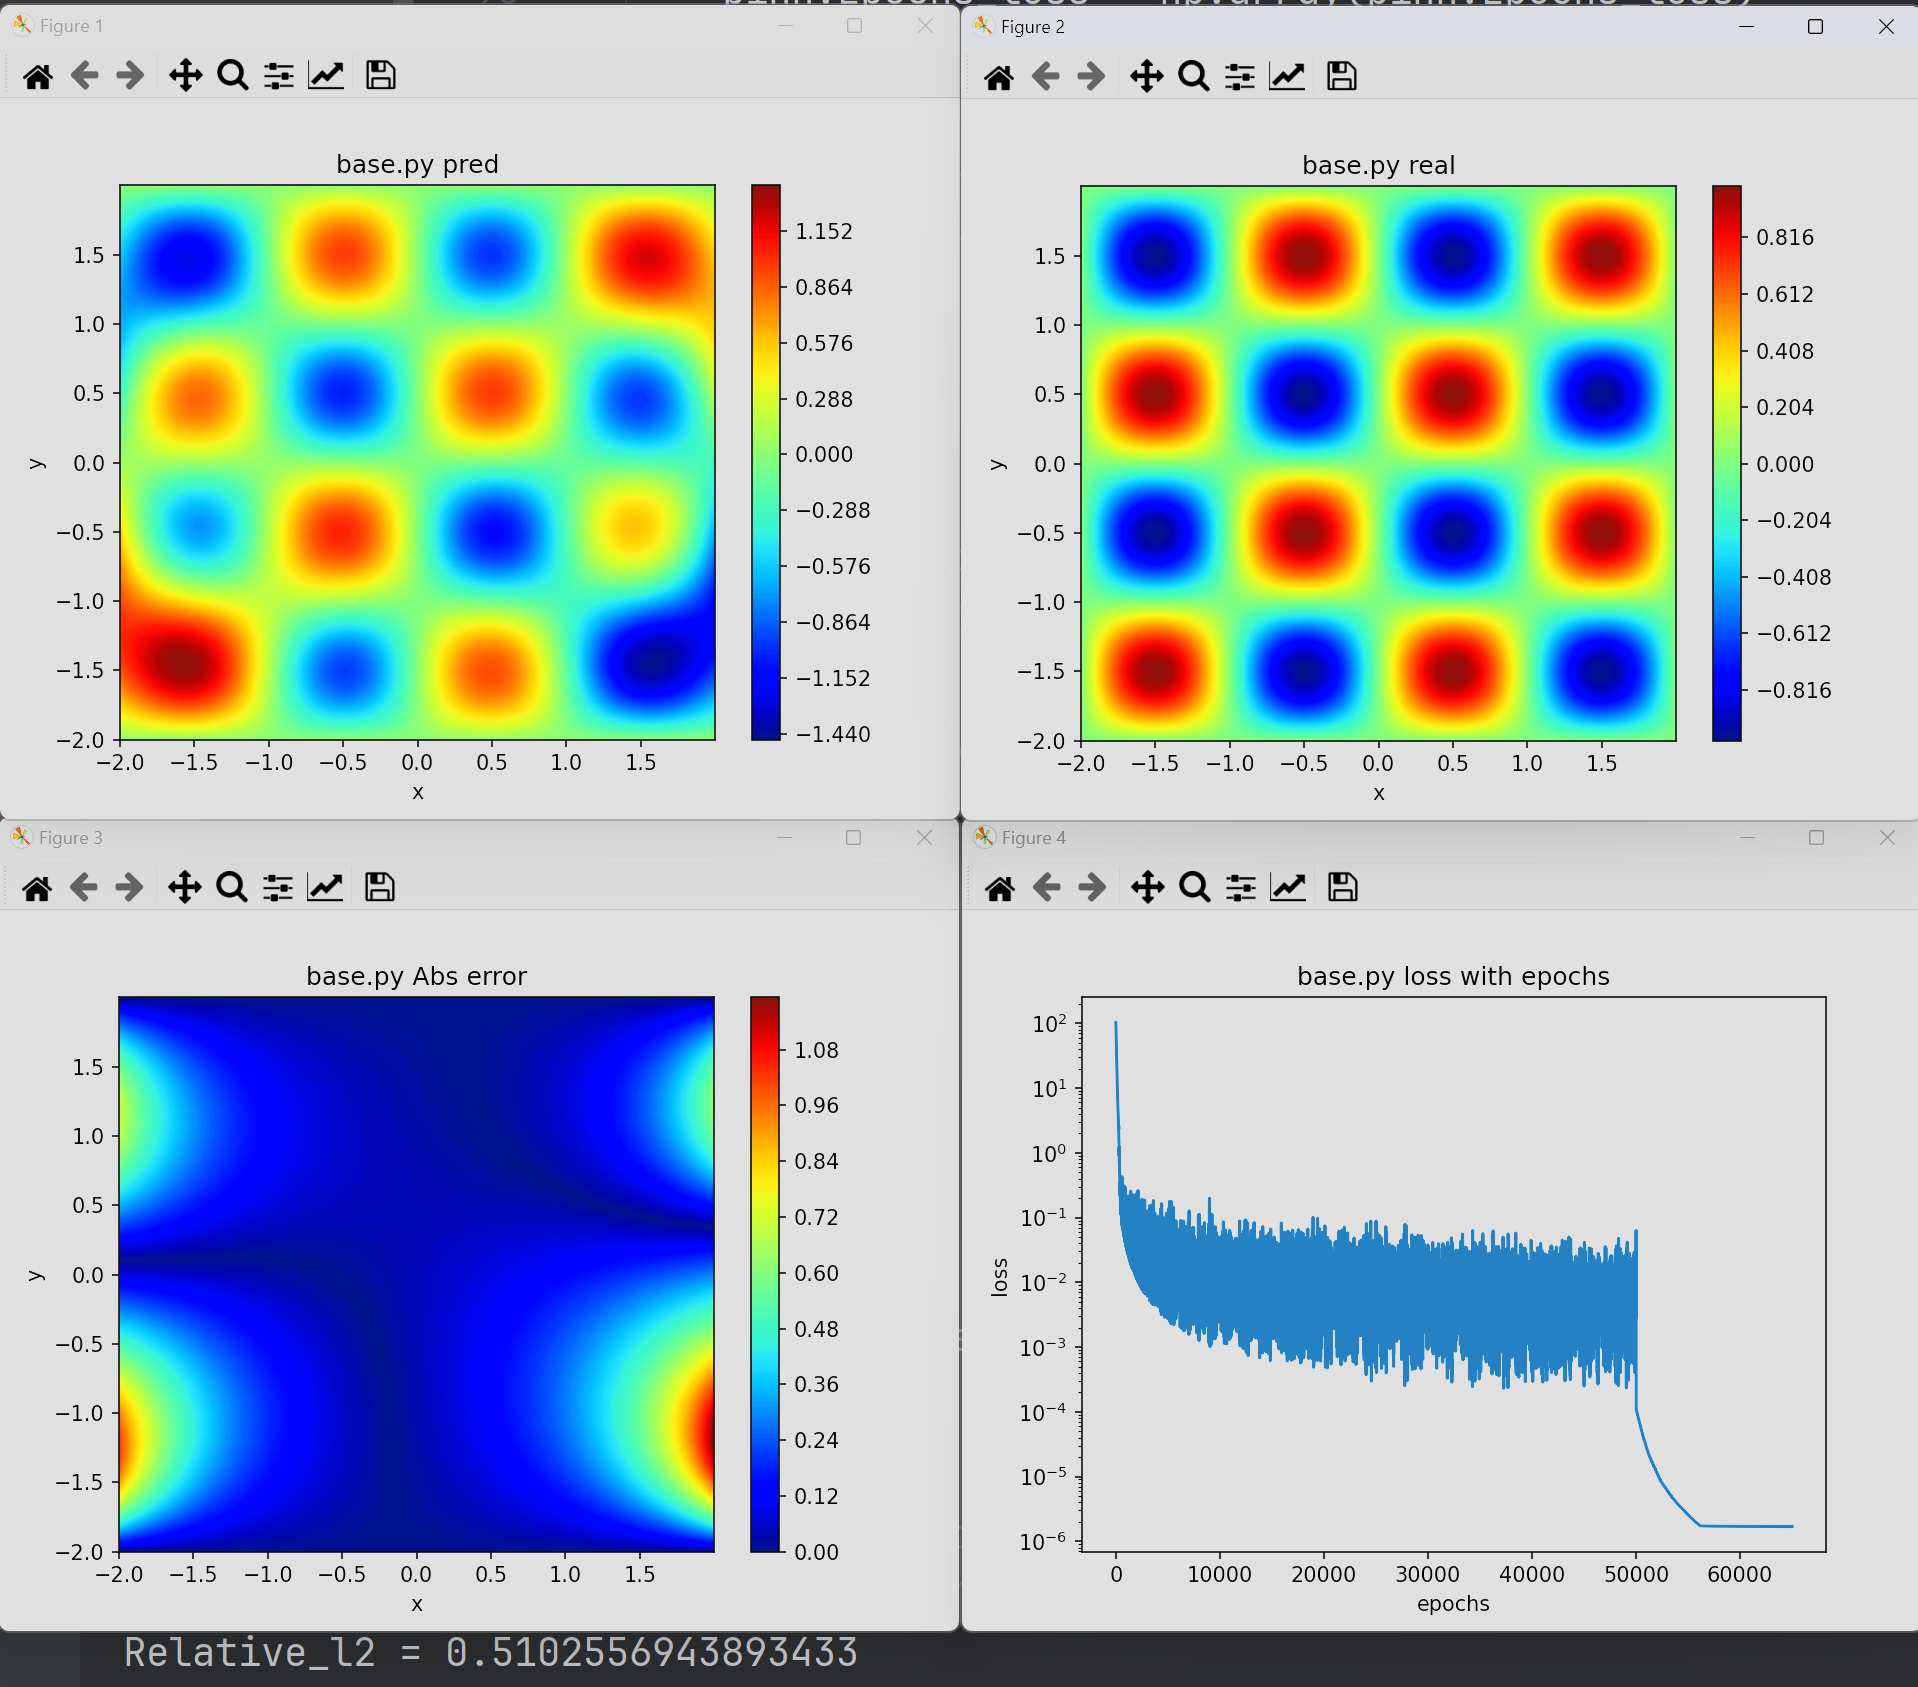 pinn.Epochs_loss = np.array(pinn.Epochs_loss)
Figure 1
base.py pred
1.5
1.0
0.5
0.0
−0.5
−1.0
−1.5
−2.0
y
−2.0 −1.5 −1.0 −0.5 0.0 0.5 1.0 1.5
x
1.152
0.864
0.576
0.288
0.000
−0.288
−0.576
−0.864
−1.152
−1.440
Figure 2
base.py real
1.5
1.0
0.5
0.0
−0.5
−1.0
−1.5
−2.0
y
−2.0 −1.5 −1.0 −0.5 0.0 0.5 1.0 1.5
x
0.816
0.612
0.408
0.204
0.000
−0.204
−0.408
−0.612
−0.816
Figure 3
base.py Abs error
1.5
1.0
0.5
0.0
−0.5
−1.0
−1.5
−2.0
y
−2.0 −1.5 −1.0 −0.5 0.0 0.5 1.0 1.5
x
1.08
0.96
0.84
0.72
0.60
0.48
0.36
0.24
0.12
0.00
Figure 4
base.py loss with epochs
10²
10¹
10⁰
10⁻¹
10⁻²
10⁻³
10⁻⁴
10⁻⁵
10⁻⁶
loss
0 10000 20000 30000 40000 50000 60000
epochs
Relative_l2 = 0.5102556943893433